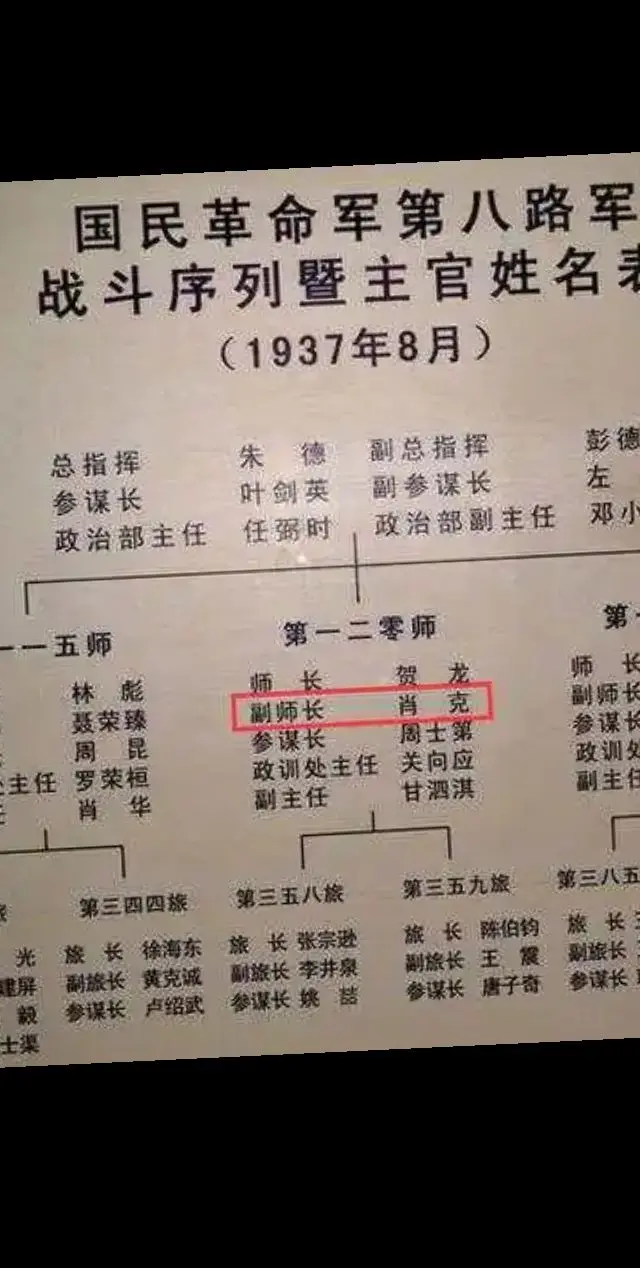 国民革命军第八路军
战斗序列暨主官姓名表
（1937年8月）
总指挥 朱 德 副总指挥 彭德
参谋长 叶剑英 副参谋长 左
政治部主任 任弼时 政治部副主任 邓小
一一五师
林 彪
聂荣臻
周 昆
处主任 罗荣桓
任 肖 华
第一二零师
师 长 贺 龙
副师长 肖 克
参谋长 周士第
政训处主任 关向应
副主任 甘泗淇
第一
师 长
副师长
参谋长
政训处
副主任
旅
光
建屏
毅
士渠
第三四四旅
旅 长 徐海东
副旅长 黄克诚
参谋长 卢绍武
第三五八旅
旅 长 张宗逊
副旅长 李井泉
参谋长 姚 喆
第三五九旅
旅 长 陈伯钧
副旅长 王 震
参谋长 唐子奇
第三八五
旅 长
副旅长
参谋长